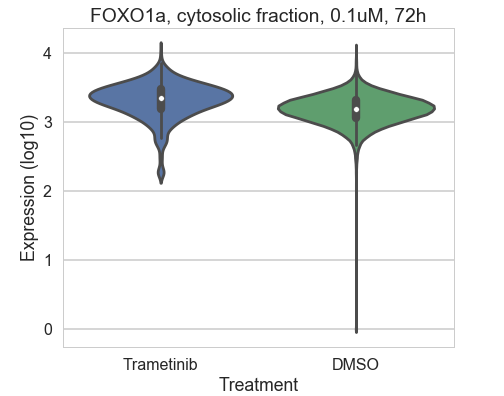 FOXO1a, cytosolic fraction, 0.1uM, 72h
Expression (log10)
4
3
2
1
0
Trametinib
DMSO
Treatment